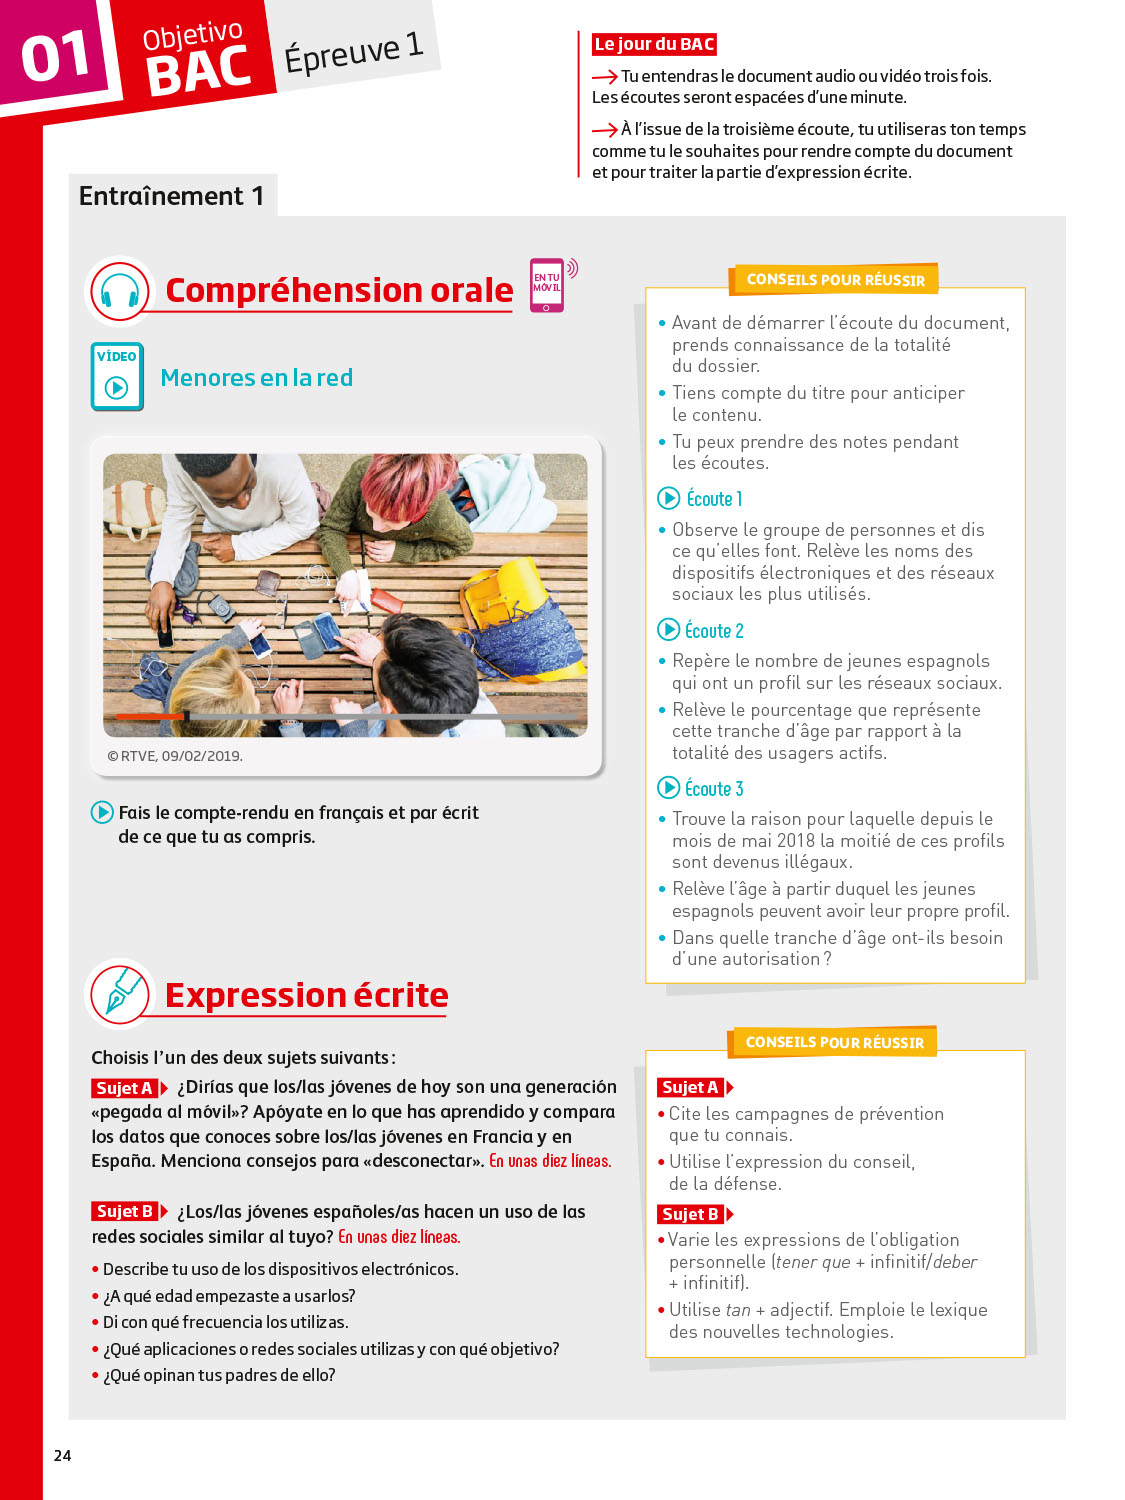 01
Objetivo
BAC
Épreuve 1
Le jour du BAC
Tu entendras le document audio ou vidéo trois fois.
Les écoutes seront espacées d'une minute.
À l'issue de la troisième écoute, tu utiliseras ton temps
comme tu le souhaites pour rendre compte du document
et pour traiter la partie d'expression écrite.
Entraînement 1
Compréhension orale
EN TU
MÓVIL
VÍDEO
Menores en la red
© RTVE, 09/02/2019.
Fais le compte-rendu en français et par écrit
de ce que tu as compris.
CONSEILS POUR RÉUSSIR
• Avant de démarrer l'écoute du document,
prends connaissance de la totalité
du dossier.
• Tiens compte du titre pour anticiper
le contenu.
• Tu peux prendre des notes pendant
les écoutes.
Écoute 1
• Observe le groupe de personnes et dis
ce qu'elles font. Relève les noms des
dispositifs électroniques et des réseaux
sociaux les plus utilisés.
Écoute 2
• Repère le nombre de jeunes espagnols
qui ont un profil sur les réseaux sociaux.
• Relève le pourcentage que représente
cette tranche d'âge par rapport à la
totalité des usagers actifs.
Écoute 3
• Trouve la raison pour laquelle depuis le
mois de mai 2018 la moitié de ces profils
sont devenus illégaux.
• Relève l'âge à partir duquel les jeunes
espagnols peuvent avoir leur propre profil.
• Dans quelle tranche d'âge ont-ils besoin
d'une autorisation ?
Expression écrite
Choisis l'un des deux sujets suivants :
Sujet A ¿Dirías que los/las jóvenes de hoy son una generación
«pegada al móvil»? Apóyate en lo que has aprendido y compara
los datos que conoces sobre los/las jóvenes en Francia y en
España. Menciona consejos para «desconectar». En unas diez líneas.
Sujet B ¿Los/las jóvenes españoles/as hacen un uso de las
redes sociales similar al tuyo? En unas diez líneas.
• Describe tu uso de los dispositivos electrónicos.
• ¿A qué edad empezaste a usarlos?
• Di con qué frecuencia los utilizas.
• ¿Qué aplicaciones o redes sociales utilizas y con qué objetivo?
• ¿Qué opinan tus padres de ello?
CONSEILS POUR RÉUSSIR
Sujet A
• Cite les campagnes de prévention
que tu connais.
• Utilise l'expression du conseil,
de la défense.
Sujet B
• Varie les expressions de l'obligation
personnelle (tener que + infinitif/deber
+ infinitif).
• Utilise tan + adjectif. Emploie le lexique
des nouvelles technologies.
24